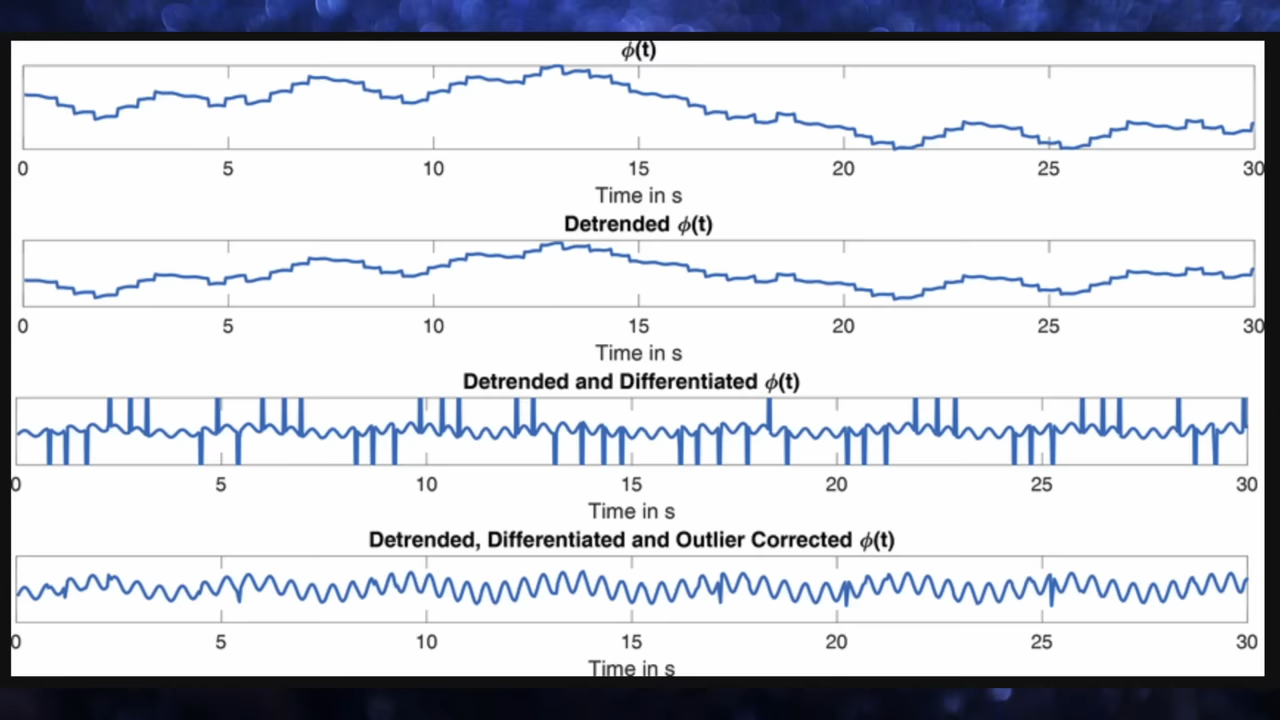 ϕ(t)
0 5 10 15 20 25 30
Time in s
Detrended ϕ(t)
0 5 10 15 20 25 30
Time in s
Detrended and Differentiated ϕ(t)
0 5 10 15 20 25 30
Time in s
Detrended, Differentiated and Outlier Corrected ϕ(t)
0 5 10 15 20 25 30
Time in s